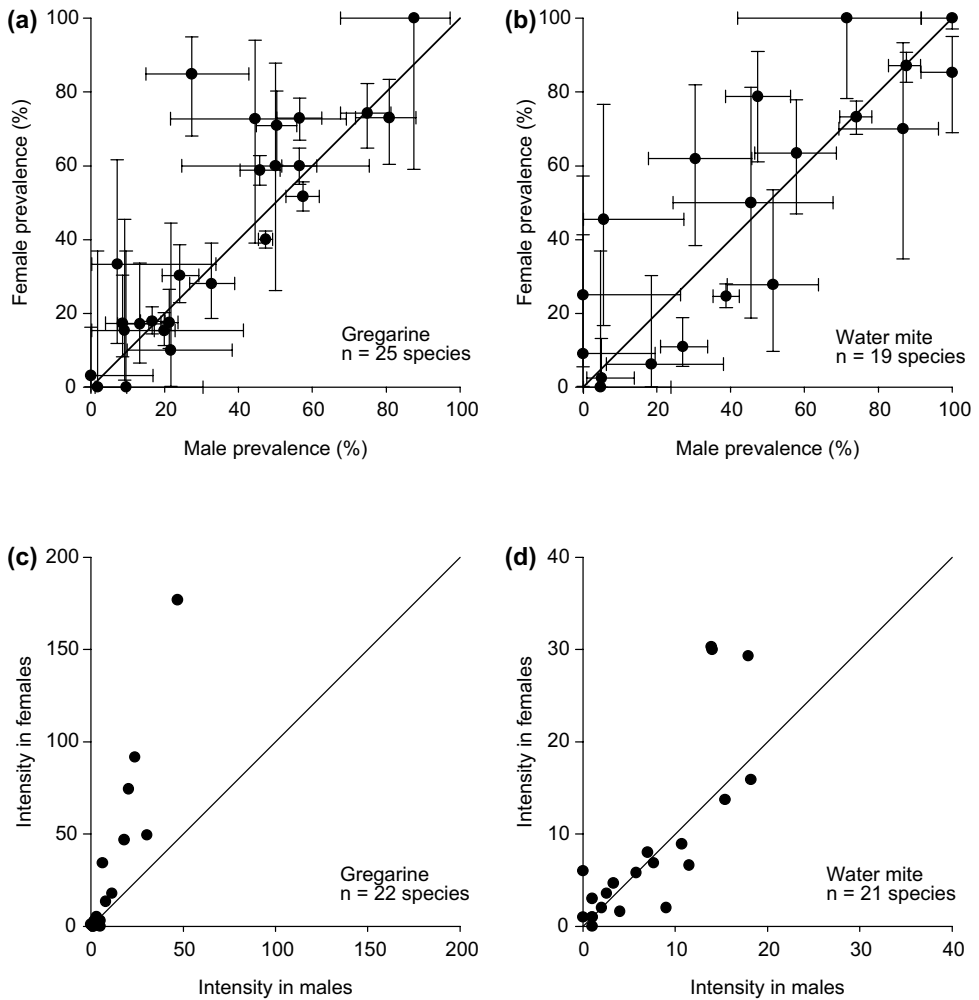 (a)
100
80
60
40
20
0
Female prevalence (%)
Gregarine
n = 25 species
0 20 40 60 80 100
Male prevalence (%)
(b)
100
80
60
40
20
0
Female prevalence (%)
Water mite
n = 19 species
0 20 40 60 80 100
Male prevalence (%)
(c)
200
150
100
50
0
Intensity in females
Gregarine
n = 22 species
0 50 100 150 200
Intensity in males
(d)
40
30
20
10
0
Intensity in females
Water mite
n = 21 species
0 10 20 30 40
Intensity in males